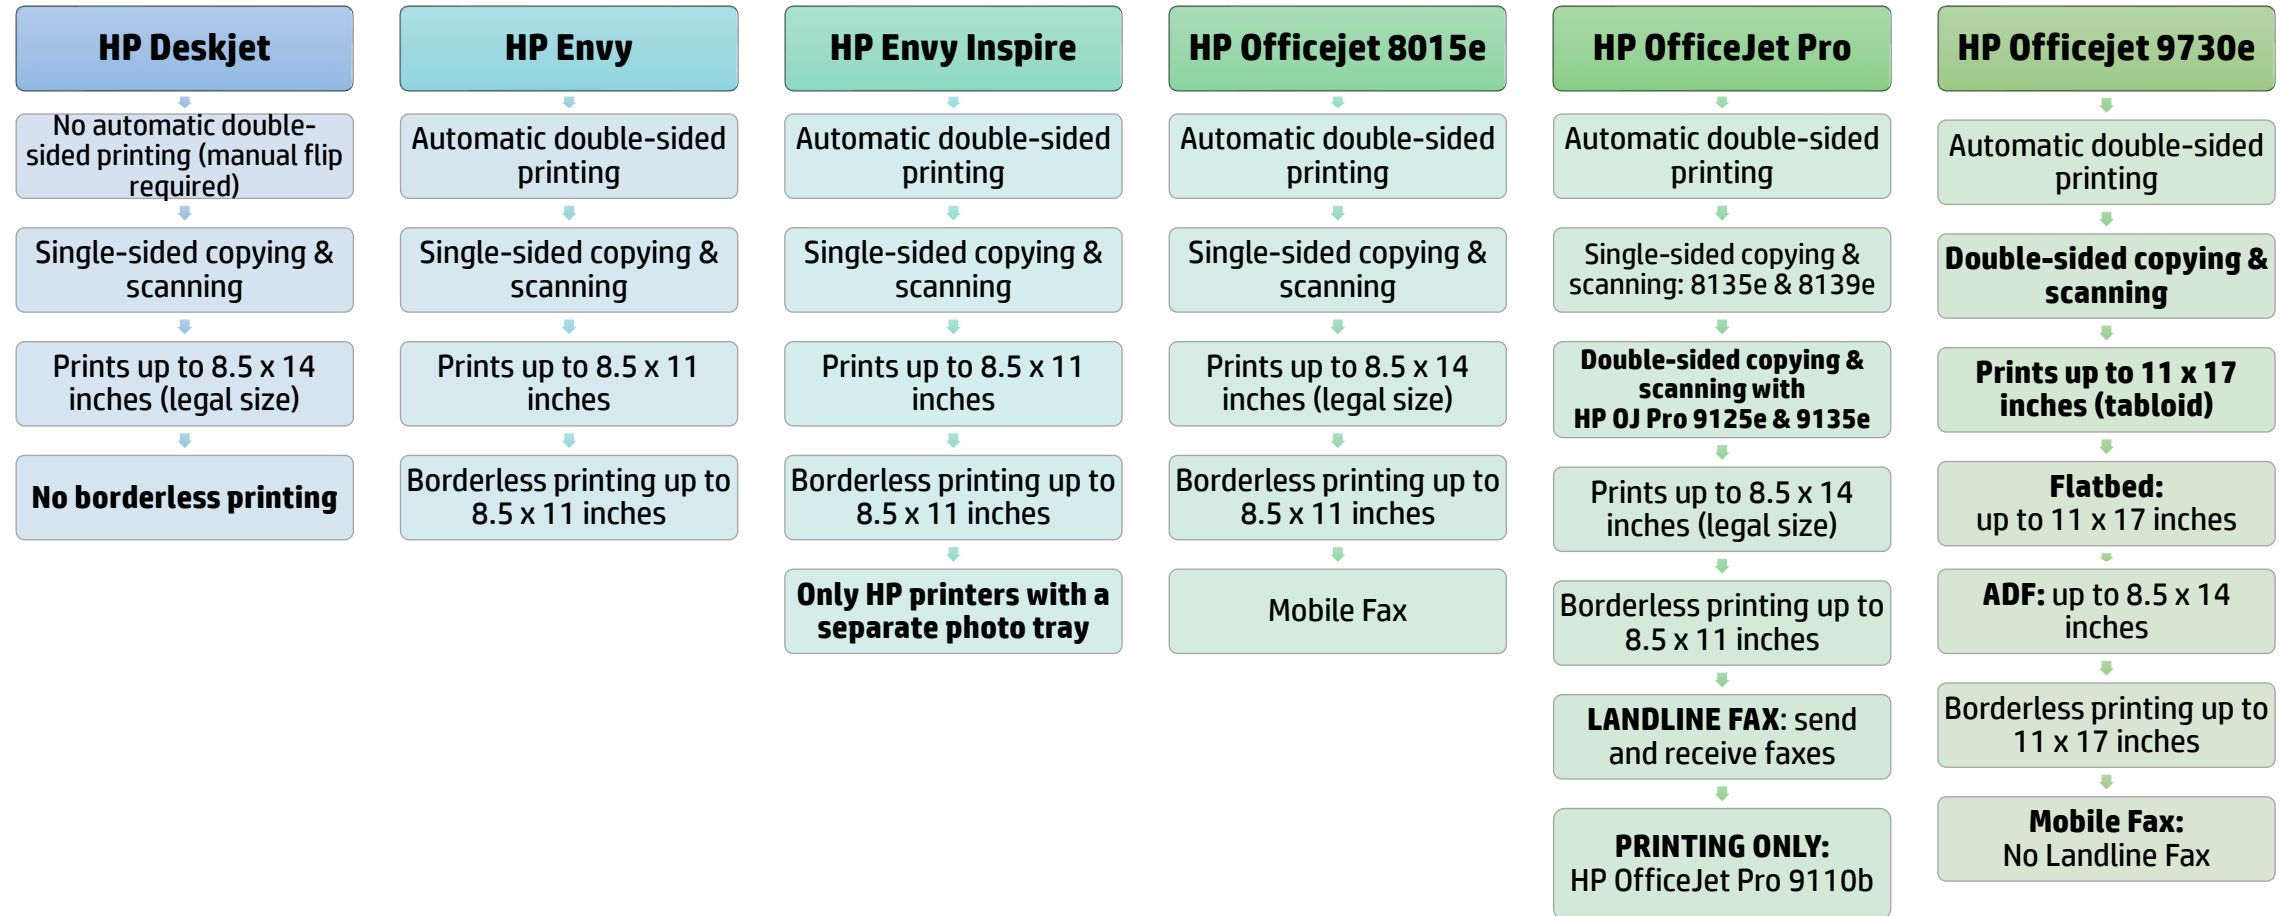 HP Deskjet
No automatic double-
sided printing (manual flip
required)
Single-sided copying &
scanning
Prints up to 8.5 x 14
inches (legal size)
No borderless printing
HP Envy
Automatic double-sided
printing
Single-sided copying &
scanning
Prints up to 8.5 x 11
inches
Borderless printing up to
8.5 x 11 inches
HP Envy Inspire
Automatic double-sided
printing
Single-sided copying &
scanning
Prints up to 8.5 x 11
inches
Borderless printing up to
8.5 x 11 inches
Only HP printers with a
separate photo tray
HP Officejet 8015e
Automatic double-sided
printing
Single-sided copying &
scanning
Prints up to 8.5 x 14
inches (legal size)
Borderless printing up to
8.5 x 11 inches
Mobile Fax
HP OfficeJet Pro
Automatic double-sided
printing
Single-sided copying &
scanning: 8135e & 8139e
Double-sided copying &
scanning with
HP OJ Pro 9125e & 9135e
Prints up to 8.5 x 14
inches (legal size)
Borderless printing up to
8.5 x 11 inches
LANDLINE FAX: send
and receive faxes
PRINTING ONLY:
HP OfficeJet Pro 9110b
HP Officejet 9730e
Automatic double-sided
printing
Double-sided copying &
scanning
Prints up to 11 x 17
inches (tabloid)
Flatbed:
up to 11 x 17 inches
ADF: up to 8.5 x 14
inches
Borderless printing up to
11 x 17 inches
Mobile Fax:
No Landline Fax